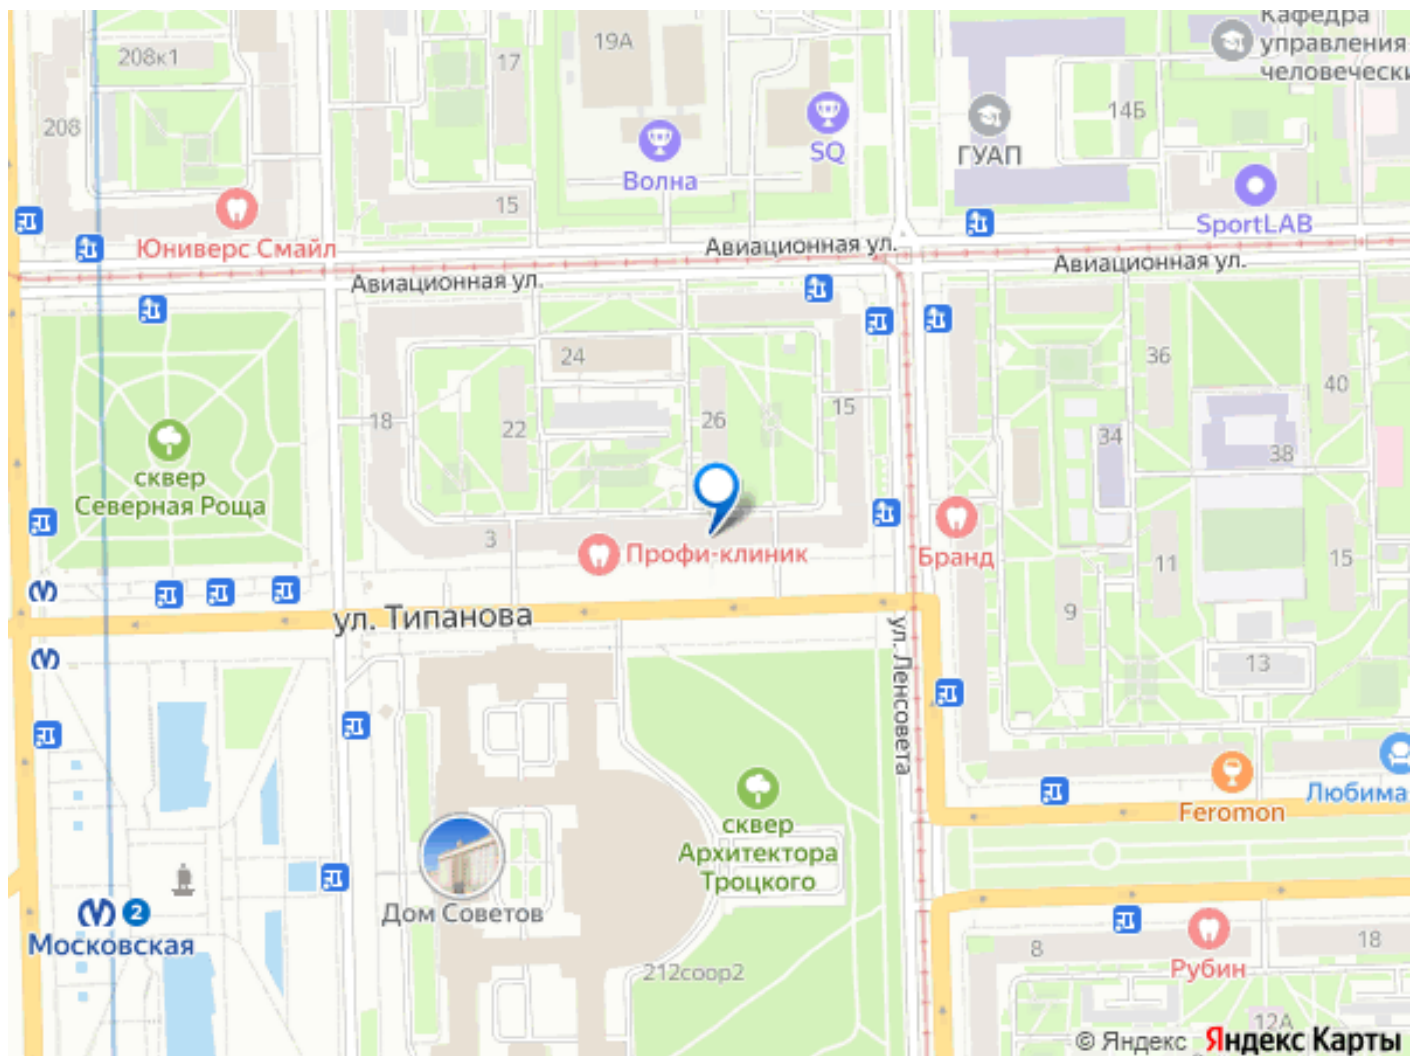 Кафедра
управления
человечески
19А
17
208к1
208
14Б
ГУАП
SQ
Волна
15
SportLAB
Юниверс Смайл
Авиационная ул.
Авиационная ул.
Авиационная ул.
24
36
40
18
22
26
15
34
38
сквер
Северная Роща
3
Профи-клиник
Бранд
11
15
9
ул. Типанова
ул. Ленсовета
13
Feromon
Любима
сквер
Архитектора
Троцкого
Дом Советов
2
Московская
212соор2
8
18
Рубин
12А
© Яндекс Яндекс Карты